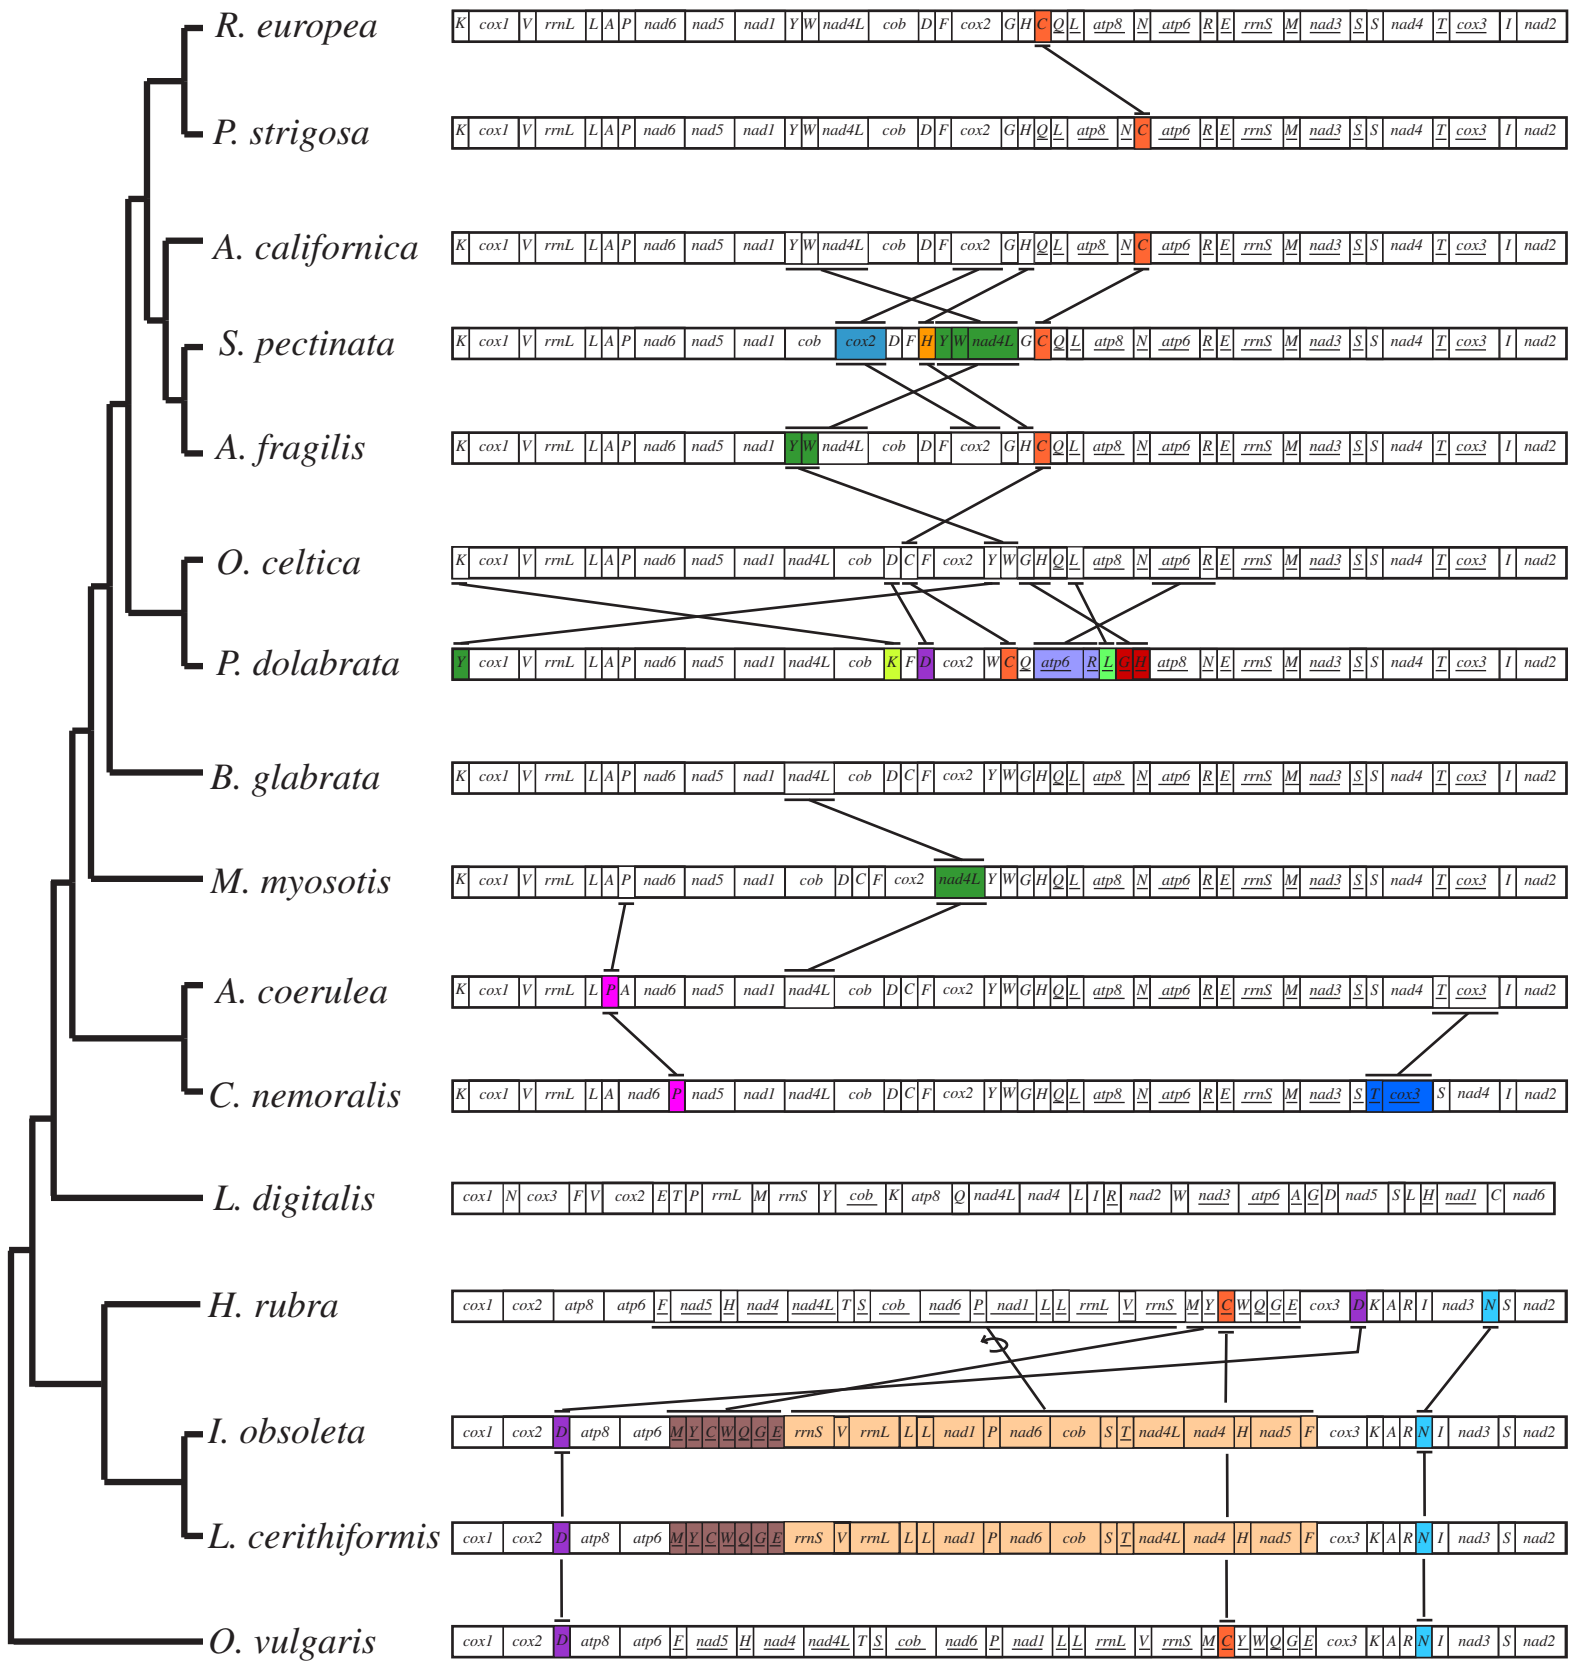 R. europea K cox1 V rrnL L A P nad6 nad5 nad1 Y W nad4L cob D F cox2 G H C Q L atp8 N atp6 R E rrnS M nad3 S S nad4 T cox3 I nad2
P. strigosa K cox1 V rrnL L A P nad6 nad5 nad1 Y W nad4L cob D F cox2 G H Q L atp8 N C atp6 R E rrnS M nad3 S S nad4 T cox3 I nad2
A. californica K cox1 V rrnL L A P nad6 nad5 nad1 Y W nad4L cob D F cox2 G H Q L atp8 N C atp6 R E rrnS M nad3 S S nad4 T cox3 I nad2
S. pectinata K cox1 V rrnL L A P nad6 nad5 nad1 cob cox2 D F H Y W nad4L G C Q L atp8 N atp6 R E rrnS M nad3 S S nad4 T cox3 I nad2
A. fragilis K cox1 V rrnL L A P nad6 nad5 nad1 Y W nad4L cob D F cox2 G H C Q L atp8 N atp6 R E rrnS M nad3 S S nad4 T cox3 I nad2
O. celtica K cox1 V rrnL L A P nad6 nad5 nad1 nad4L cob D C F cox2 Y W G H Q L atp8 N atp6 R E rrnS M nad3 S S nad4 T cox3 I nad2
P. dolabrata Y cox1 V rrnL L A P nad6 nad5 nad1 nad4L cob K F D cox2 W C Q atp6 R L G H atp8 N E rrnS M nad3 S S nad4 T cox3 I nad2
B. glabrata K cox1 V rrnL L A P nad6 nad5 nad1 nad4L cob D C F cox2 Y W G H Q L atp8 N atp6 R E rrnS M nad3 S S nad4 T cox3 I nad2
M. myosotis K cox1 V rrnL L A P nad6 nad5 nad1 cob D C F cox2 nad4L Y W G H Q L atp8 N atp6 R E rrnS M nad3 S S nad4 T cox3 I nad2
A. coerulea K cox1 V rrnL L P A nad6 nad5 nad1 nad4L cob D C F cox2 Y W G H Q L atp8 N atp6 R E rrnS M nad3 S S nad4 T cox3 I nad2
C. nemoralis K cox1 V rrnL L A nad6 P nad5 nad1 nad4L cob D C F cox2 Y W G H Q L atp8 N atp6 R E rrnS M nad3 S T cox3 S nad4 I nad2
L. digitalis cox1 N cox3 F V cox2 E T P rrnL M rrnS Y cob K atp8 Q nad4L nad4 L I R nad2 W nad3 atp6 A G D nad5 S L H nad1 C nad6
H. rubra cox1 cox2 atp8 atp6 F nad5 H nad4 nad4L T S cob nad6 P nad1 L L rrnL V rrnS M Y C W Q G E cox3 D K A R I nad3 N S nad2
I. obsoleta cox1 cox2 D atp8 atp6 M Y C W Q G E rrnS V rrnL L L nad1 P nad6 cob S T nad4L nad4 H nad5 F cox3 K A R N I nad3 S nad2
L. cerithiformis cox1 cox2 D atp8 atp6 M Y C W Q G E rrnS V rrnL L L nad1 P nad6 cob S T nad4L nad4 H nad5 F cox3 K A R N I nad3 S nad2
O. vulgaris cox1 cox2 D atp8 atp6 F nad5 H nad4 nad4L T S cob nad6 P nad1 L L rrnL V rrnS M C Y W Q G E cox3 K A R N I nad3 S nad2